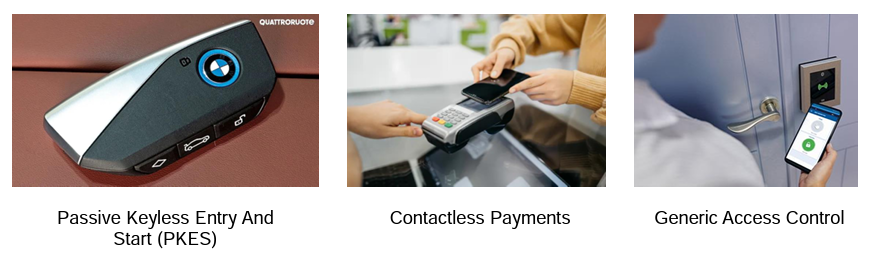 QUATTRORUOTE
Passive Keyless Entry And
Start (PKES)
Contactless Payments
Generic Access Control